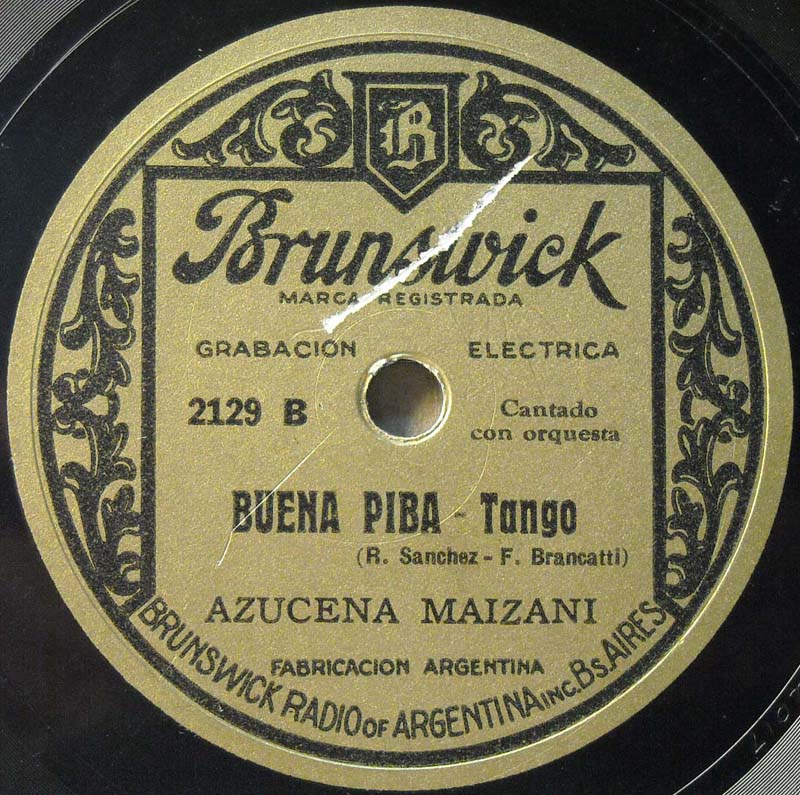 B
Brunswick
MARCA REGISTRADA
GRABACION ELECTRICA
2129 B
Cantado
con orquesta
BUENA PIBA - Tango
(R. Sanchez - F. Brancatti)
AZUCENA MAIZANI
FABRICACION ARGENTINA
BRUNSWICK RADIO OF ARGENTINA INC. Bs. AIRES